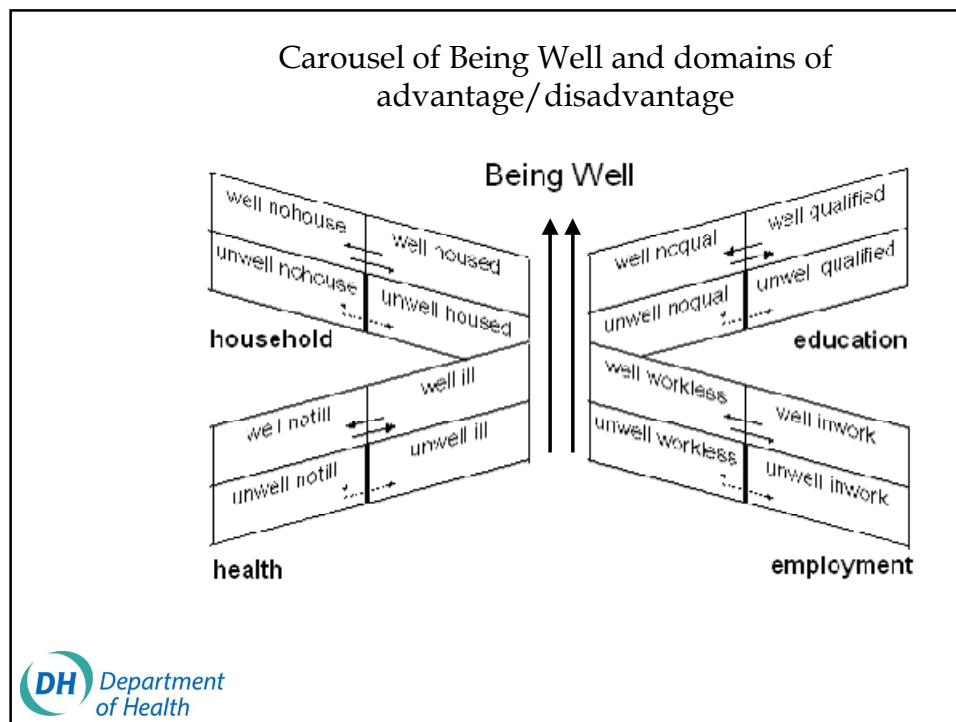 Carousel of Being Well and domains of
advantage/disadvantage
Being Well
well nohouse
well housed
unwell nohouse
unwell housed
household
well noqual
well qualified
unwell noqual
unwel qualified
education
well notill
well ill
unwell notill
unwell ill
health
well workless
well inwork
unwell workless
unwell inwork
employment
DH Department
of Health